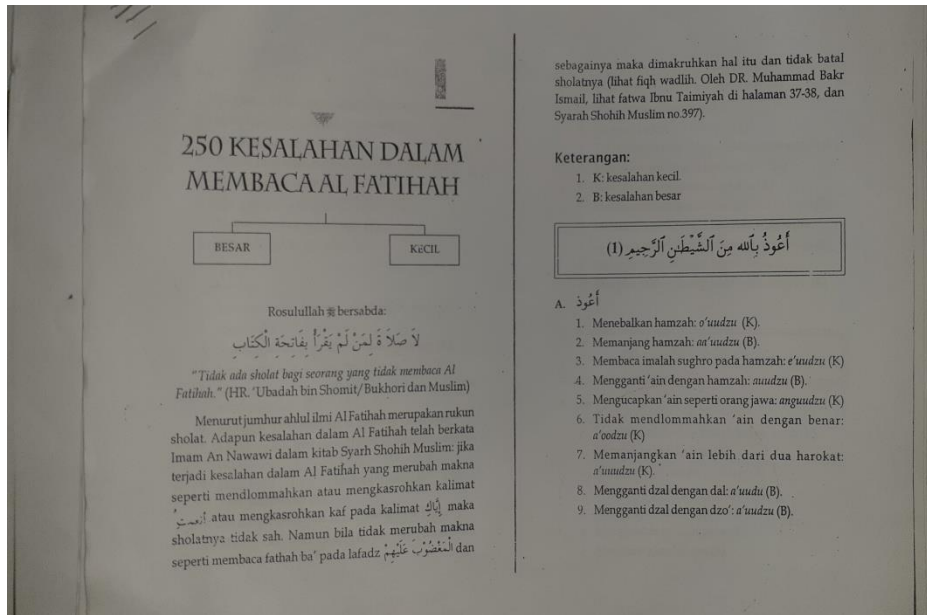 250 KESALAHAN DALAM
MEMBACA AL FATIHAH
BESAR
KECIL
Rosulullah ﷺ bersabda:
لاَ صَلاَ ةَ لِمَنْ لَمْ يَقْرَأْ بِفَاتِحَةِ الْكِتَابِ
"Tidak ada sholat bagi seorang yang tidak membaca Al
Fatihah." (HR. 'Ubadah bin Shomit/Bukhori dan Muslim)
Menurut jumhur ahlul ilmi Al Fatihah merupakan rukun
sholat. Adapun kesalahan dalam Al Fatihah telah berkata
Imam An Nawawi dalam kitab Syarh Shohih Muslim: jika
terjadi kesalahan dalam Al Fatihah yang merubah makna
seperti mendlommahkan atau mengkasrohkan kalimat
أنعمت atau mengkasrohkan kaf pada kalimat إِيَّاكَ maka
sholatnya tidak sah. Namun bila tidak merubah makna
seperti membaca fathah ba' pada lafadz الْمَغْضُوْبَ عَلَيْهِمْ dan
sebagainya maka dimakruhkan hal itu dan tidak batal
sholatnya (lihat fiqh wadlih. Oleh DR. Muhammad Bakr
Ismail, lihat fatwa Ibnu Taimiyah di halaman 37-38, dan
Syarah Shohih Muslim no.397).
Keterangan:
1. K: kesalahan kecil.
2. B: kesalahan besar
أَعُوذُ بِٱللَّهِ مِنَ ٱلشَّيْطَـٰنِ ٱلرَّجِيمِ (1)
A. أَعُوذُ
1. Menebalkan hamzah: o'uudzu (K).
2. Memanjang hamzah: aa'uudzu (B).
3. Membaca imalah sughro pada hamzah: e'uudzu (K)
4. Mengganti 'ain dengan hamzah: auudzu (B).
5. Mengucapkan 'ain seperti orang jawa: anguudzu (K)
6. Tidak mendlommahkan 'ain dengan benar:
a'oodzu (K)
7. Memanjangkan 'ain lebih dari dua harokat:
a'uuudzu (K).
8. Mengganti dzal dengan dal: a'uudu (B).
9. Mengganti dzal dengan dzo': a'uudzu (B).